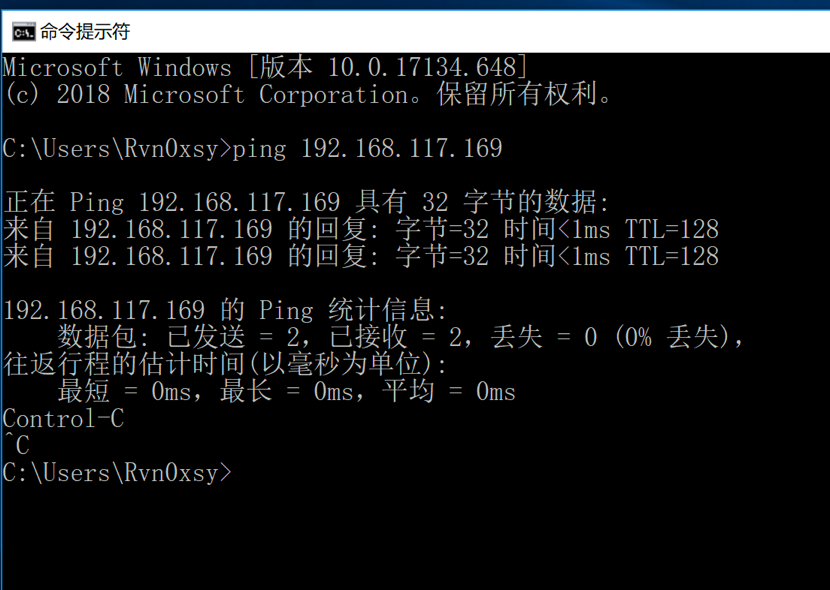 命令提示符
Microsoft Windows [版本 10.0.17134.648]
(c) 2018 Microsoft Corporation。保留所有权利。
C:\Users\Rvn0xsy>ping 192.168.117.169
正在 Ping 192.168.117.169 具有 32 字节的数据:
来自 192.168.117.169 的回复: 字节=32 时间<1ms TTL=128
来自 192.168.117.169 的回复: 字节=32 时间<1ms TTL=128
192.168.117.169 的 Ping 统计信息:
    数据包: 已发送 = 2，已接收 = 2，丢失 = 0 (0% 丢失)，
往返行程的估计时间(以毫秒为单位):
    最短 = 0ms，最长 = 0ms，平均 = 0ms
Control-C
^C
C:\Users\Rvn0xsy>